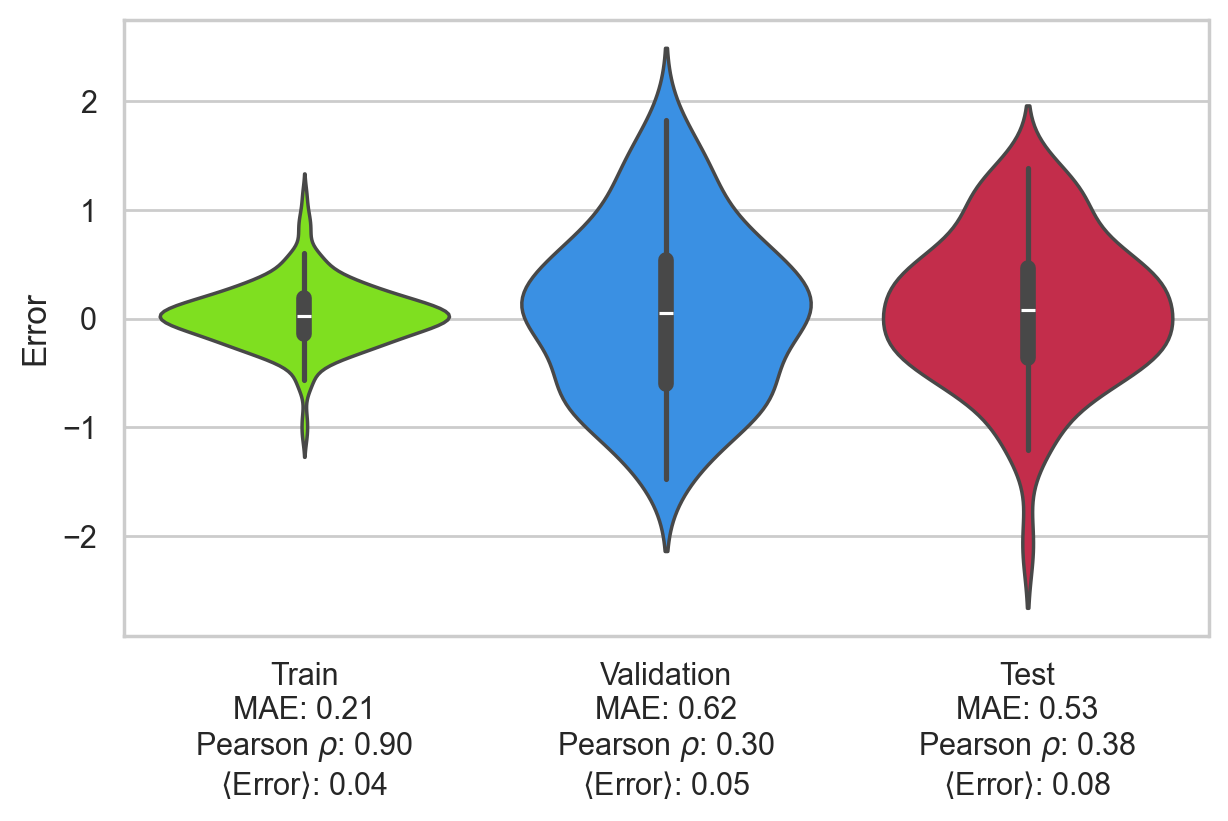 2
1
0
−1
−2
Error
Train
MAE: 0.21
Pearson ρ: 0.90
⟨Error⟩: 0.04
Validation
MAE: 0.62
Pearson ρ: 0.30
⟨Error⟩: 0.05
Test
MAE: 0.53
Pearson ρ: 0.38
⟨Error⟩: 0.08